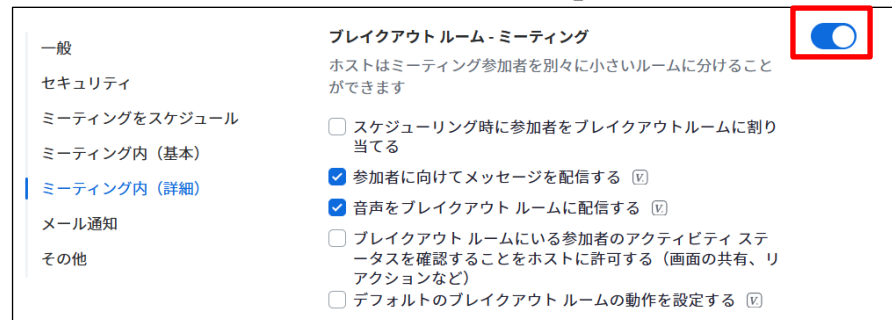 一般
セキュリティ
ミーティングをスケジュール
ミーティング内（基本）
ミーティング内（詳細）
メール通知
その他
ブレイクアウト ルーム - ミーティング
ホストはミーティング参加者を別々に小さいルームに分けること
ができます
スケジューリング時に参加者をブレイクアウトルームに割り
当てる
参加者に向けてメッセージを配信する V.
音声をブレイクアウト ルームに配信する V.
ブレイクアウト ルームにいる参加者のアクティビティ ステ
ータスを確認することをホストに許可する（画面の共有、リ
アクションなど）
デフォルトのブレイクアウト ルームの動作を設定する V.